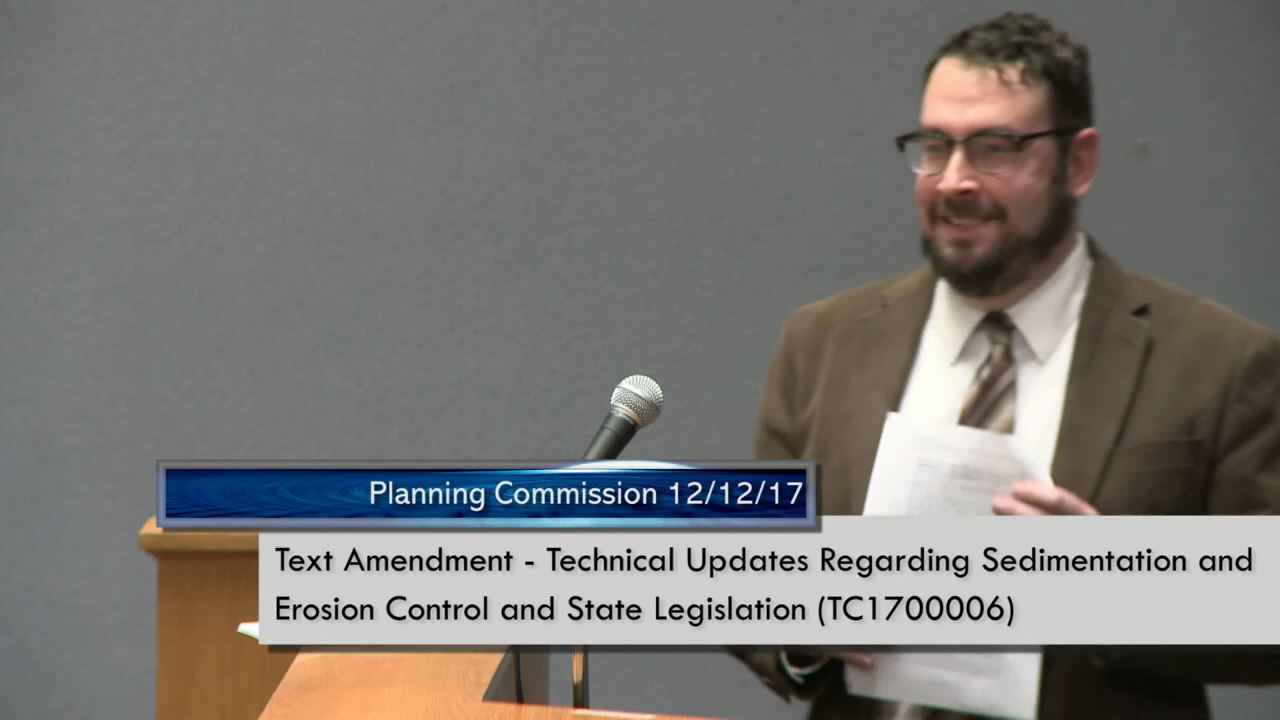 Planning Commission 12/12/17
Text Amendment - Technical Updates Regarding Sedimentation and
Erosion Control and State Legislation (TC1700006)